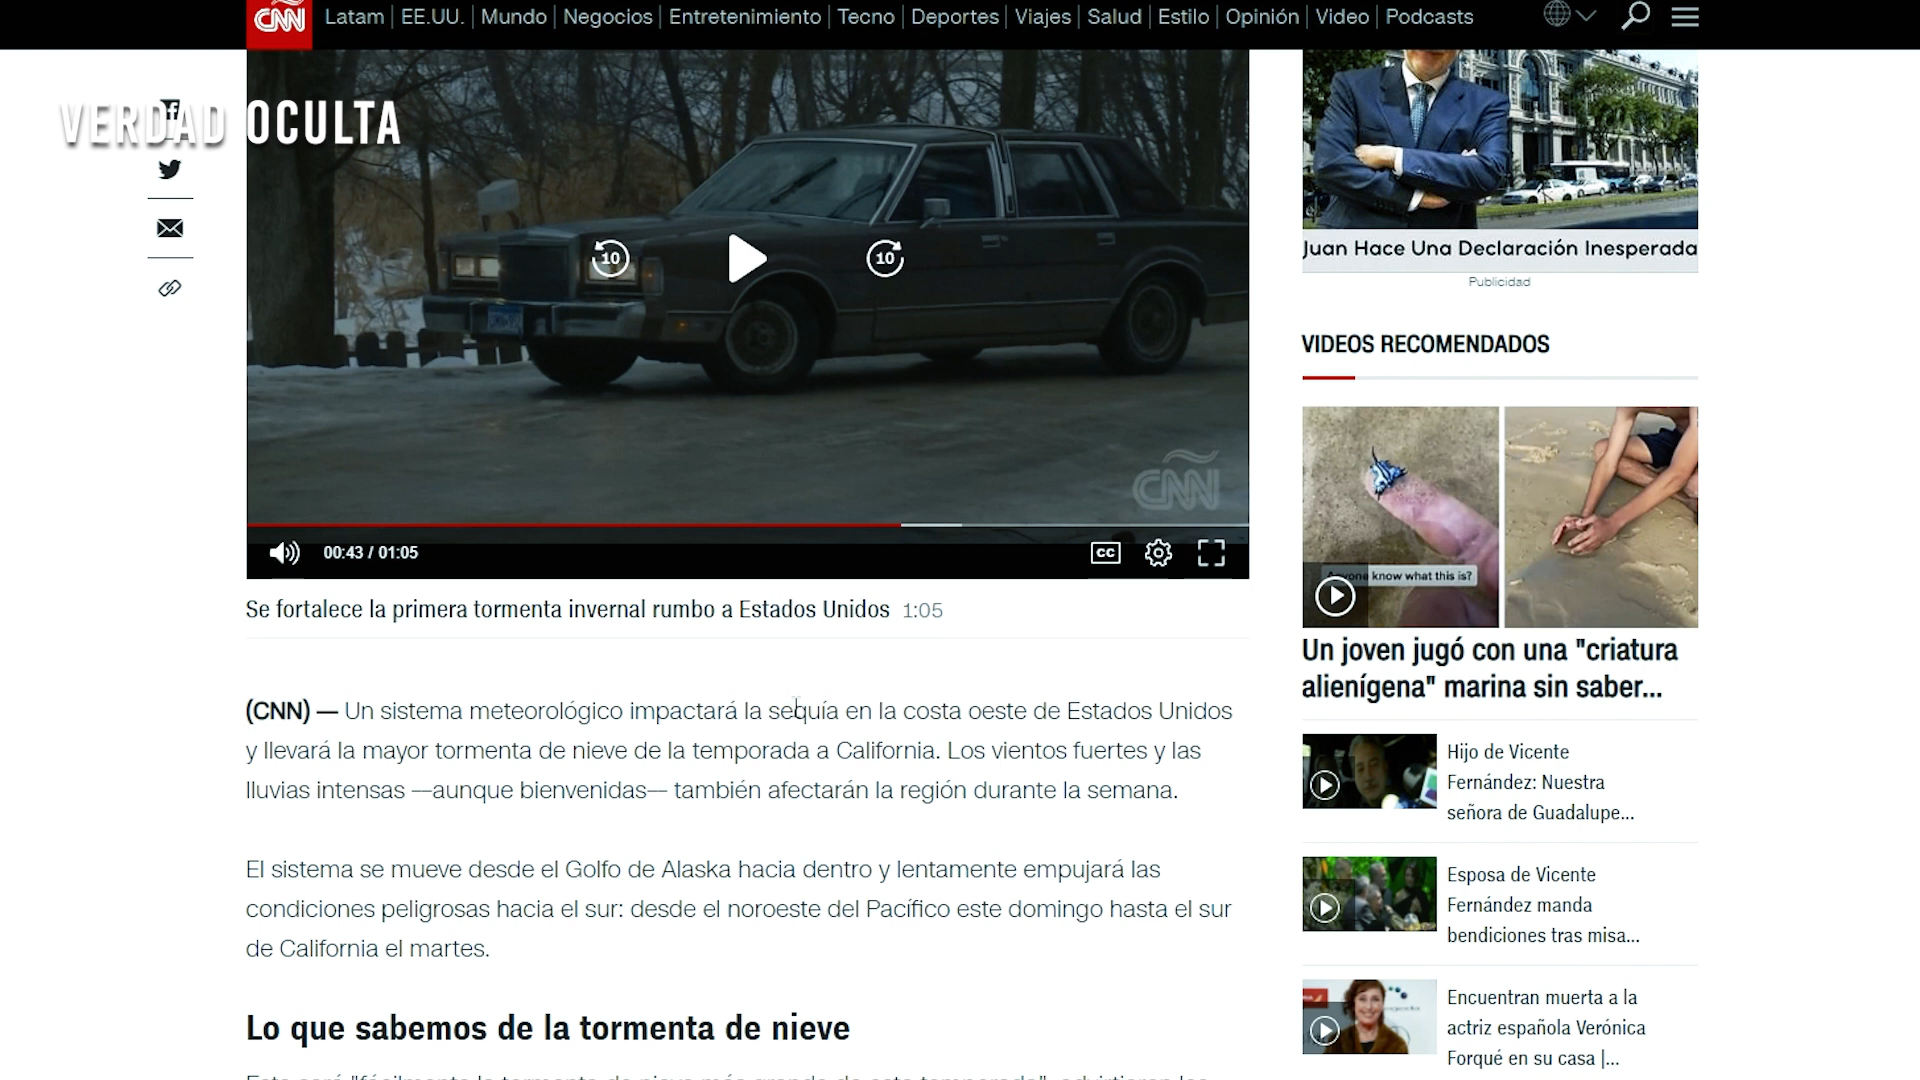 CNN Latam EE.UU. Mundo Negocios Entretenimiento Tecno Deportes Viajes Salud Estilo Opinión Video Podcasts
VERDAD OCULTA
10 10
CNN
00:43 / 01:05
CC
Se fortalece la primera tormenta invernal rumbo a Estados Unidos 1:05
(CNN) — Un sistema meteorológico impactará la sequía en la costa oeste de Estados Unidos
y llevará la mayor tormenta de nieve de la temporada a California. Los vientos fuertes y las
lluvias intensas —aunque bienvenidas— también afectarán la región durante la semana.
El sistema se mueve desde el Golfo de Alaska hacia dentro y lentamente empujará las
condiciones peligrosas hacia el sur: desde el noroeste del Pacífico este domingo hasta el sur
de California el martes.
Lo que sabemos de la tormenta de nieve
Juan Hace Una Declaración Inesperada
Publicidad
VIDEOS RECOMENDADOS
Anyone know what this is?
Un joven jugó con una "criatura
alienígena" marina sin saber...
Hijo de Vicente
Fernández: Nuestra
señora de Guadalupe...
Esposa de Vicente
Fernández manda
bendiciones tras misa...
Encuentran muerta a la
actriz española Verónica
Forqué en su casa |...